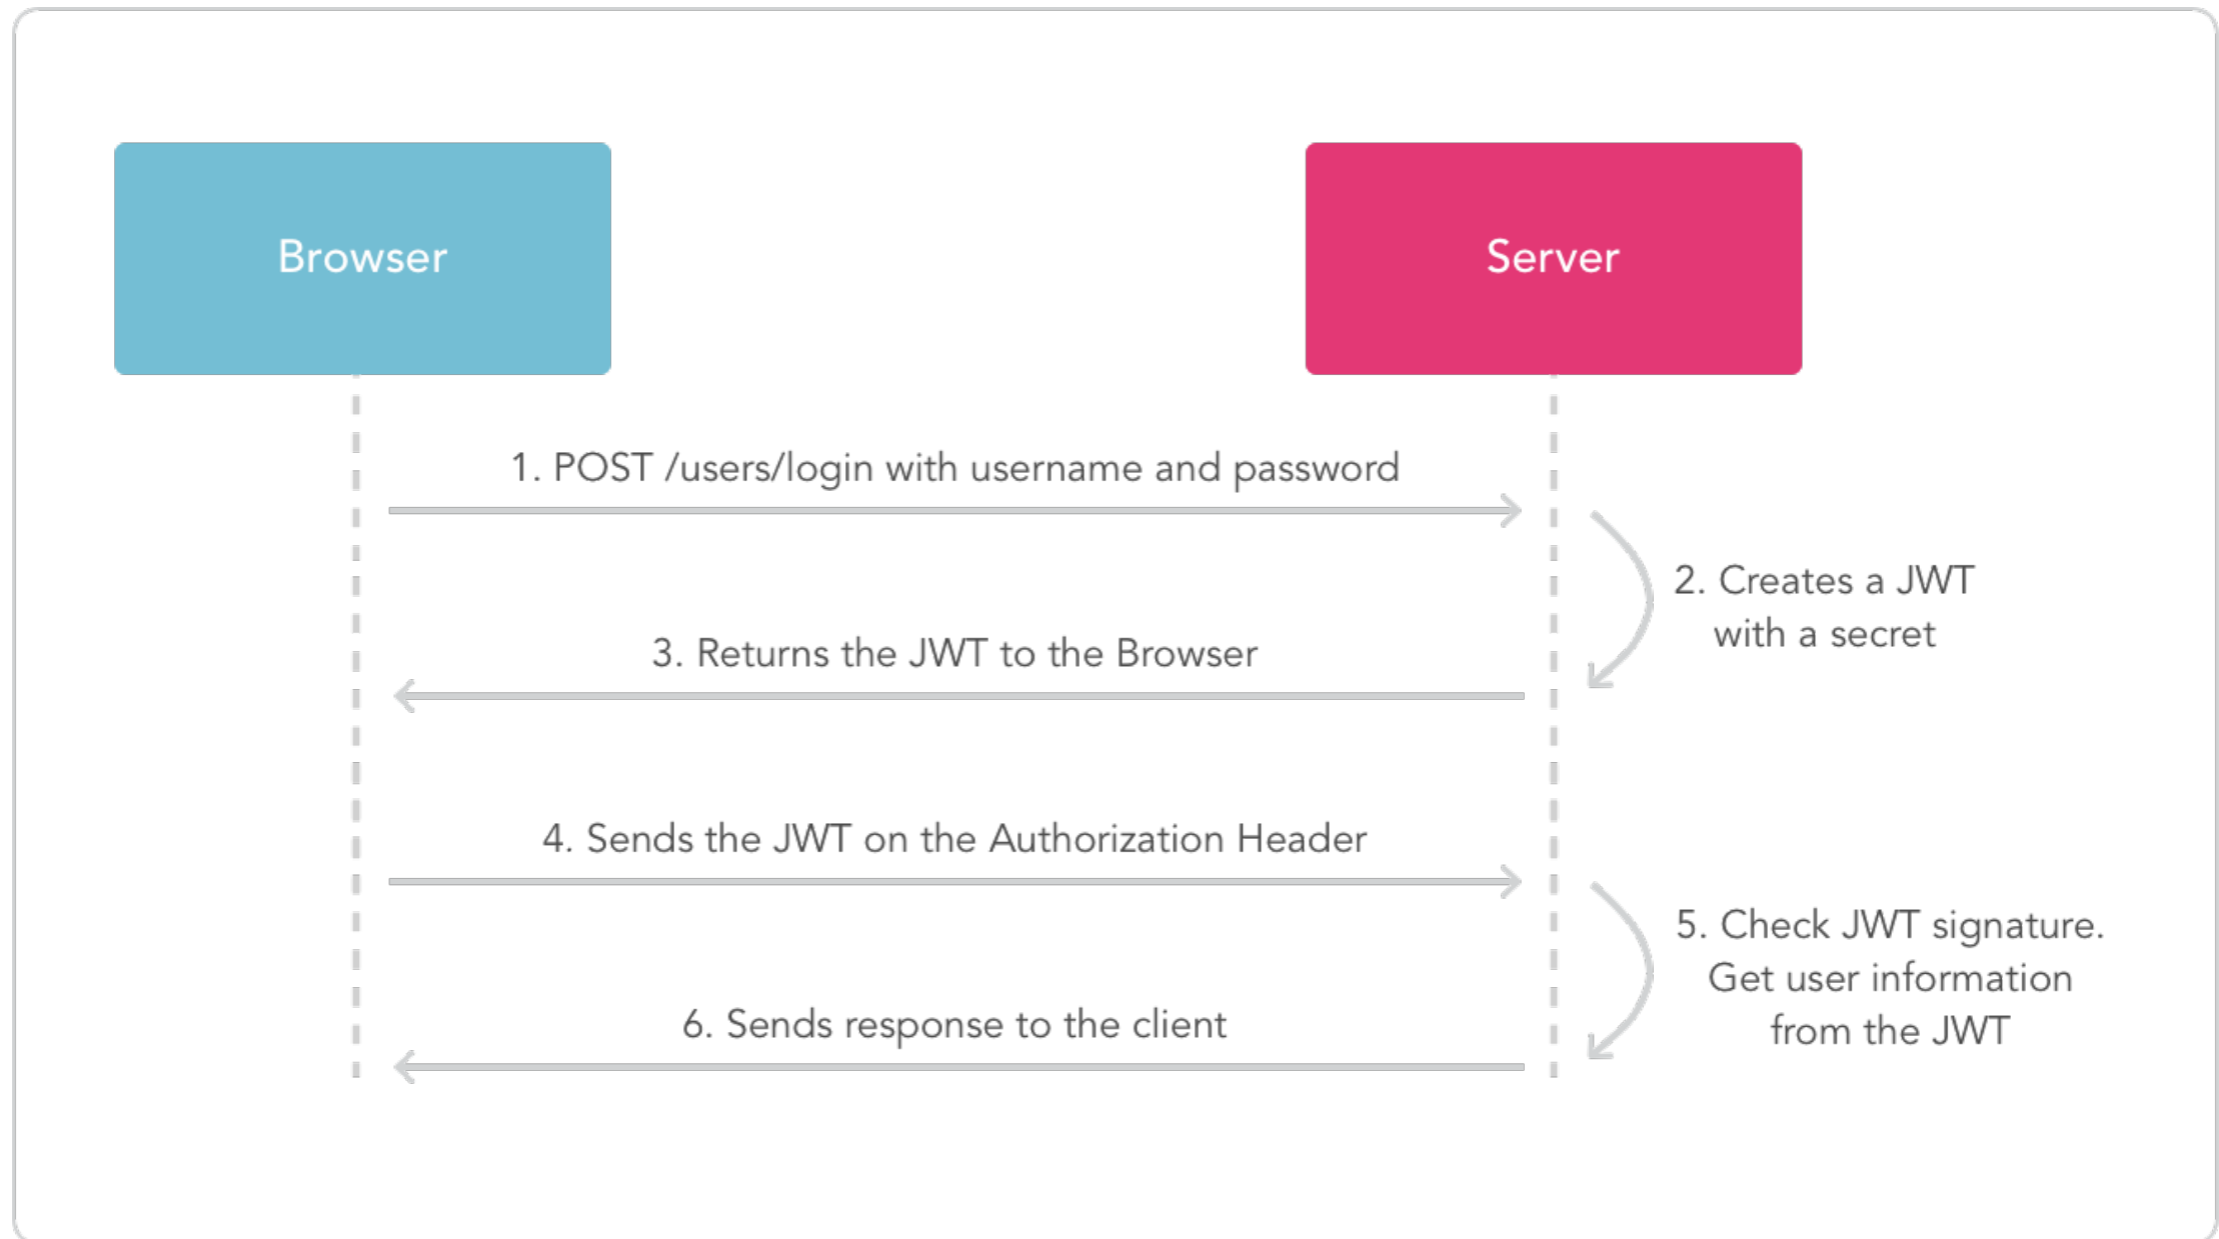 Browser
Server
1. POST /users/login with username and password
2. Creates a JWT
with a secret
3. Returns the JWT to the Browser
4. Sends the JWT on the Authorization Header
5. Check JWT signature.
Get user information
from the JWT
6. Sends response to the client